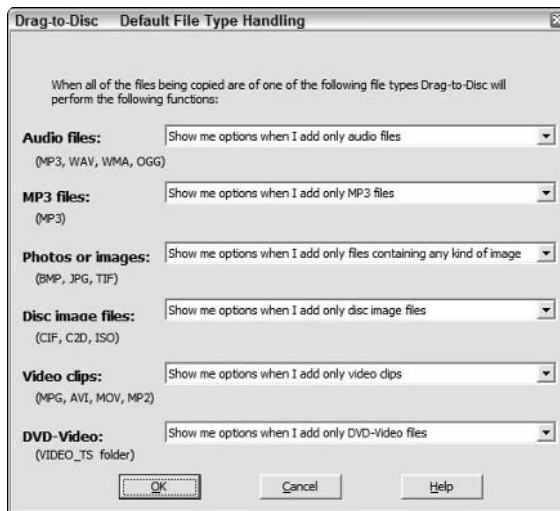 Drag-to-Disc Default File Type Handling
When all of the files being copied are of one of the following file types Drag-to-Disc will
perform the following functions:
Audio files: Show me options when I add only audio files
(MP3, WAV, WMA, OGG)
MP3 files: Show me options when I add only MP3 files
(MP3)
Photos or images: Show me options when I add only files containing any kind of image
(BMP, JPG, TIF)
Disc image files: Show me options when I add only disc image files
(CIF, C2D, ISO)
Video clips: Show me options when I add only video clips
(MPG, AVI, MOV, MP2)
DVD-Video: Show me options when I add only DVD-Video files
(VIDEO_TS folder)
OK Cancel Help